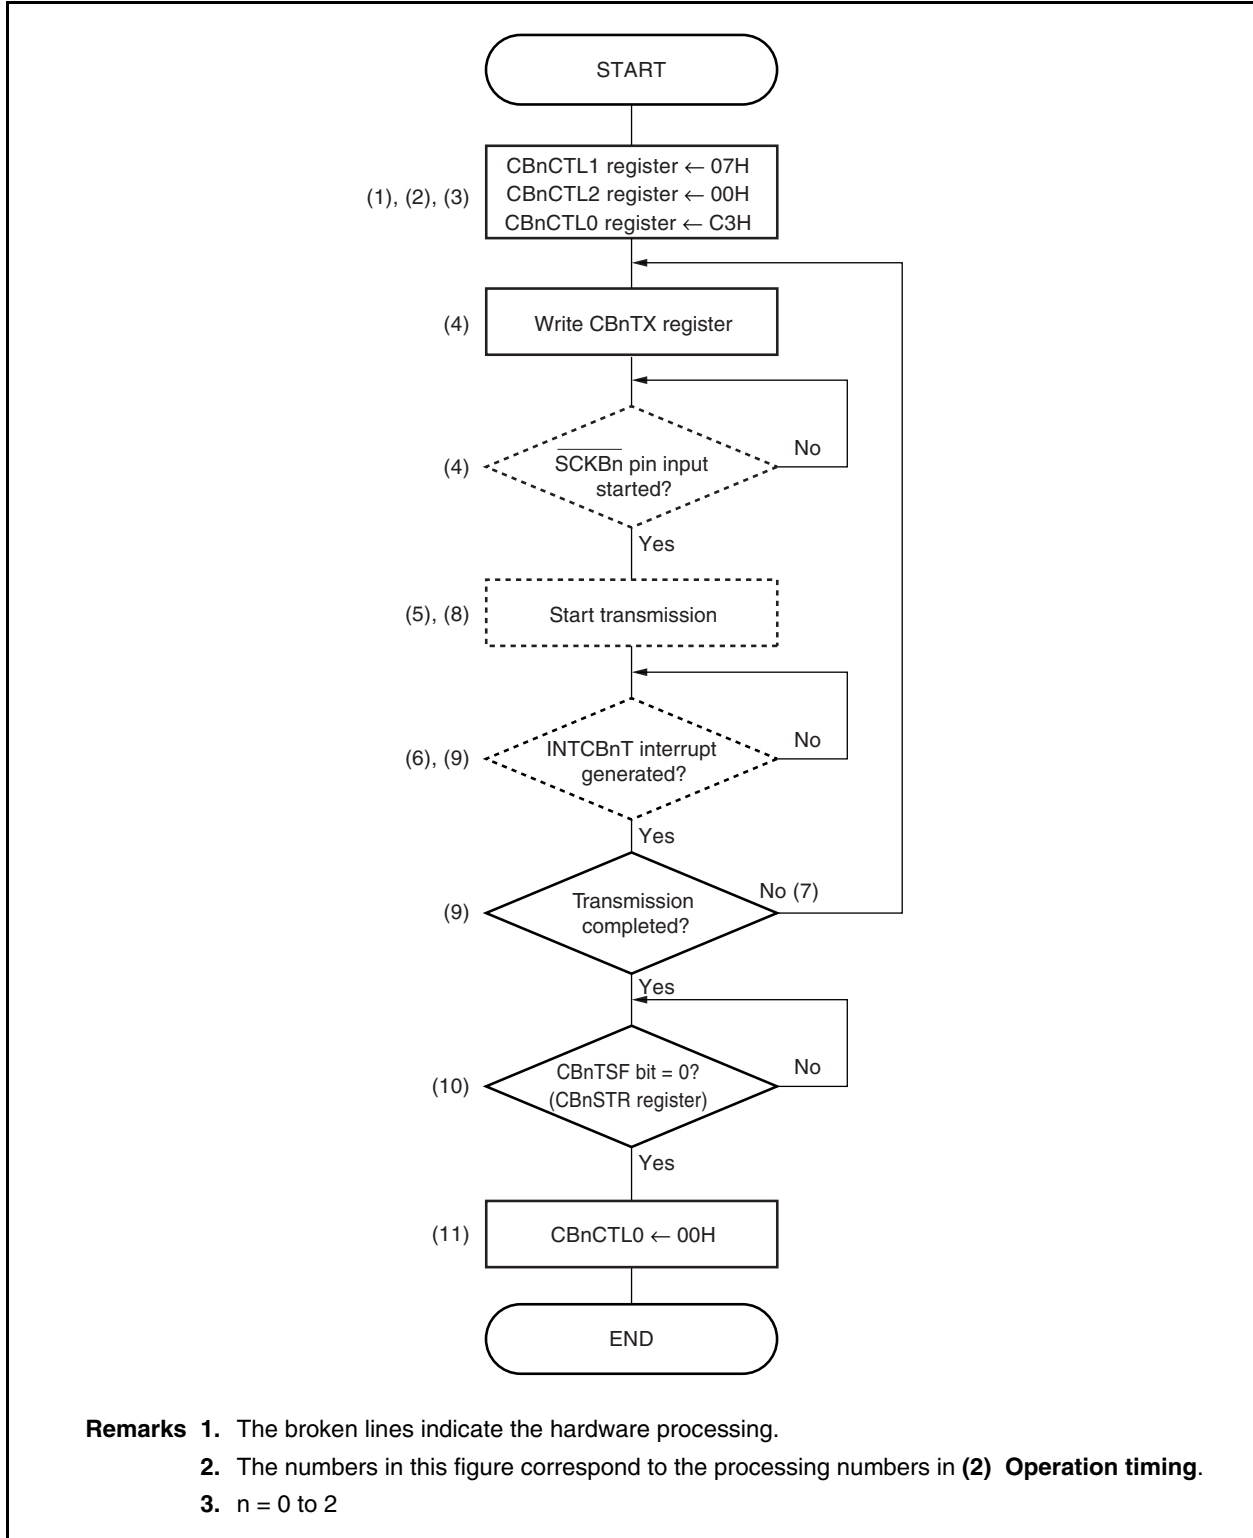 START
(1), (2), (3)
CBnCTL1 register ← 07H
CBnCTL2 register ← 00H
CBnCTL0 register ← C3H
(4)
Write CBnTX register
(4)
SCKBn pin input
started?
No
Yes
(5), (8)
Start transmission
(6), (9)
INTCBnT interrupt
generated?
No
Yes
(9)
Transmission
completed?
No (7)
Yes
(10)
CBnTSF bit = 0?
(CBnSTR register)
No
Yes
(11)
CBnCTL0 ← 00H
END
Remarks 1. The broken lines indicate the hardware processing.
2. The numbers in this figure correspond to the processing numbers in (2) Operation timing.
3. n = 0 to 2